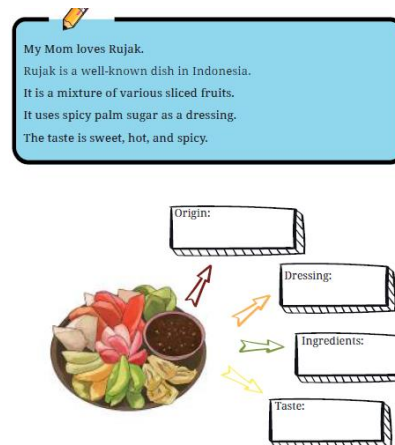 My Mom loves Rujak.
Rujak is a well-known dish in Indonesia.
It is a mixture of various sliced fruits.
It uses spicy palm sugar as a dressing.
The taste is sweet, hot, and spicy.
Origin:
Dressing:
Ingredients:
Taste: